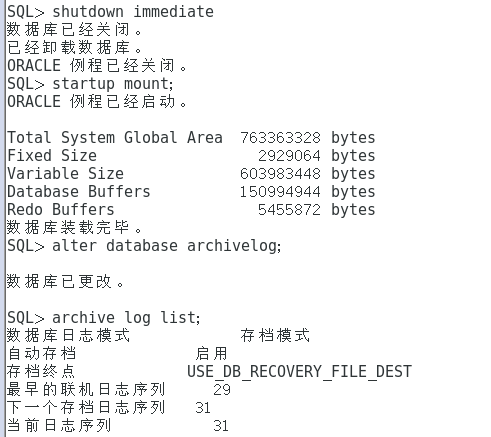 SQL> shutdown immediate
数据库已经关闭。
已经卸载数据库。
ORACLE 例程已经关闭。
SQL> startup mount;
ORACLE 例程已经启动。
Total System Global Area  763363328 bytes
Fixed Size                  2929064 bytes
Variable Size             603983448 bytes
Database Buffers          150994944 bytes
Redo Buffers                5455872 bytes
数据库装载完毕。
SQL> alter database archivelog;
数据库已更改。
SQL> archive log list;
数据库日志模式            存档模式
自动存档             启用
存档终点            USE_DB_RECOVERY_FILE_DEST
最早的联机日志序列     29
下一个存档日志序列   31
当前日志序列           31